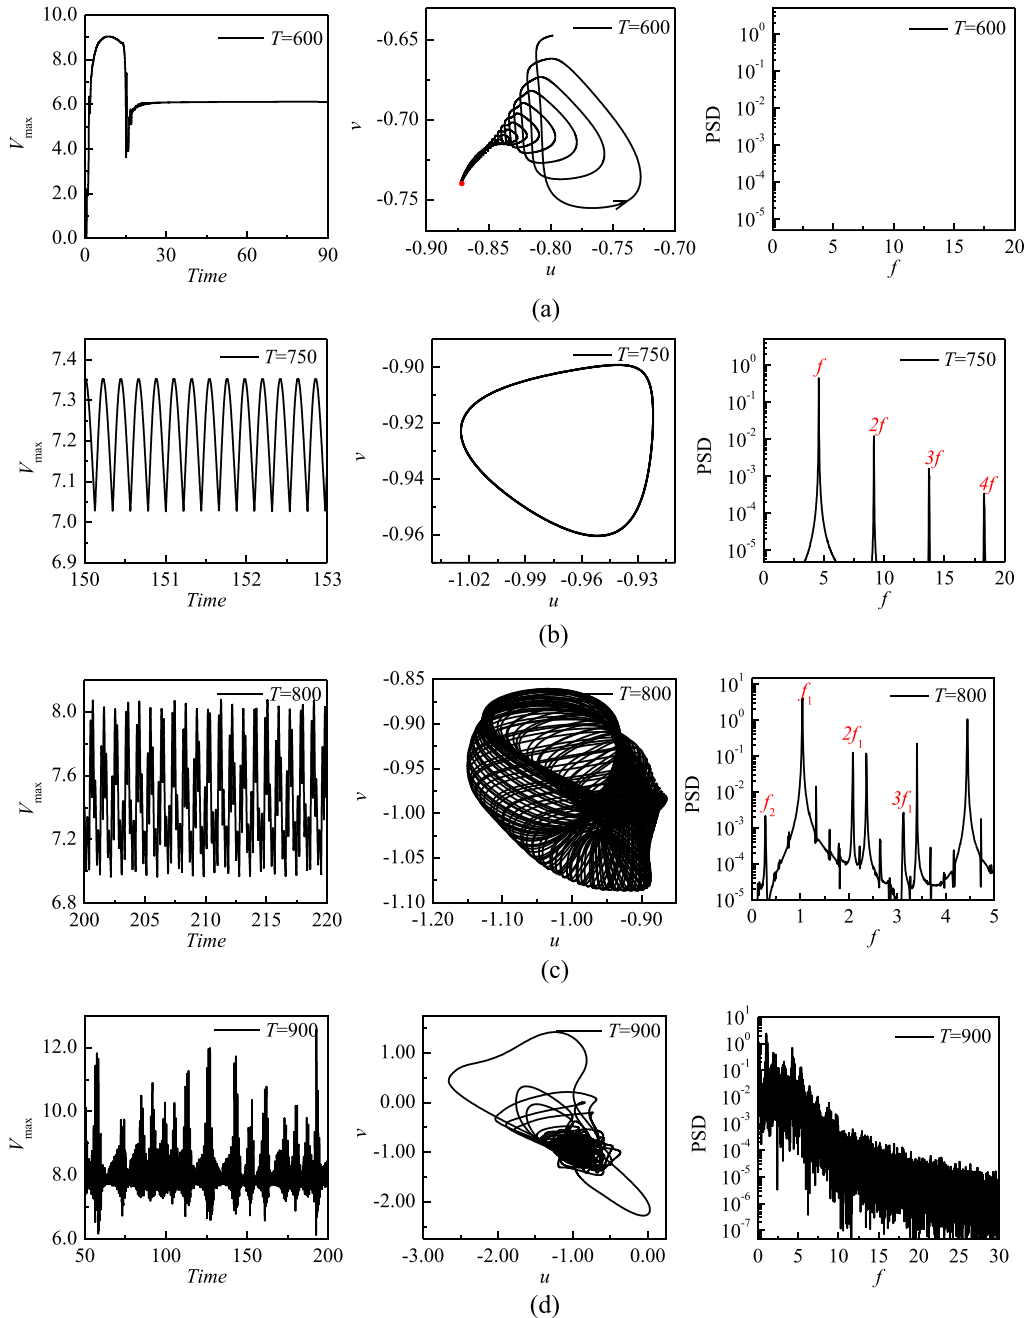 10.0
8.0
6.0
4.0
2.0
0.0
0 30 60 90
V_max
Time
T=600
-0.65
-0.70
-0.75
-0.90 -0.85 -0.80 -0.75 -0.70
v
u
T=600
10^0
10^-1
10^-2
10^-3
10^-4
10^-5
0 5 10 15 20
PSD
f
T=600
(a)
7.4
7.3
7.2
7.1
7.0
6.9
150 151 152 153
V_max
Time
T=750
-0.90
-0.92
-0.94
-0.96
-1.02 -0.99 -0.96 -0.93
v
u
T=750
10^0
10^-1
10^-2
10^-3
10^-4
10^-5
0 5 10 15 20
PSD
f
T=750
f
2f
3f
4f
(b)
8.0
7.6
7.2
6.8
200 205 210 215 220
V_max
Time
T=800
-0.85
-0.90
-0.95
-1.00
-1.05
-1.10
-1.20 -1.10 -1.00 -0.90
v
u
T=800
10^1
10^0
10^-1
10^-2
10^-3
10^-4
10^-5
0 1 2 3 4 5
PSD
f
T=800
f_1
2f_1
3f_1
f_2
(c)
12.0
10.0
8.0
6.0
50 100 150 200
V_max
Time
T=900
1.00
0.00
-1.00
-2.00
-3.00 -2.00 -1.00 0.00
v
u
T=900
10^1
10^0
10^-1
10^-2
10^-3
10^-4
10^-5
10^-6
10^-7
0 5 10 15 20 25 30
PSD
f
T=900
(d)